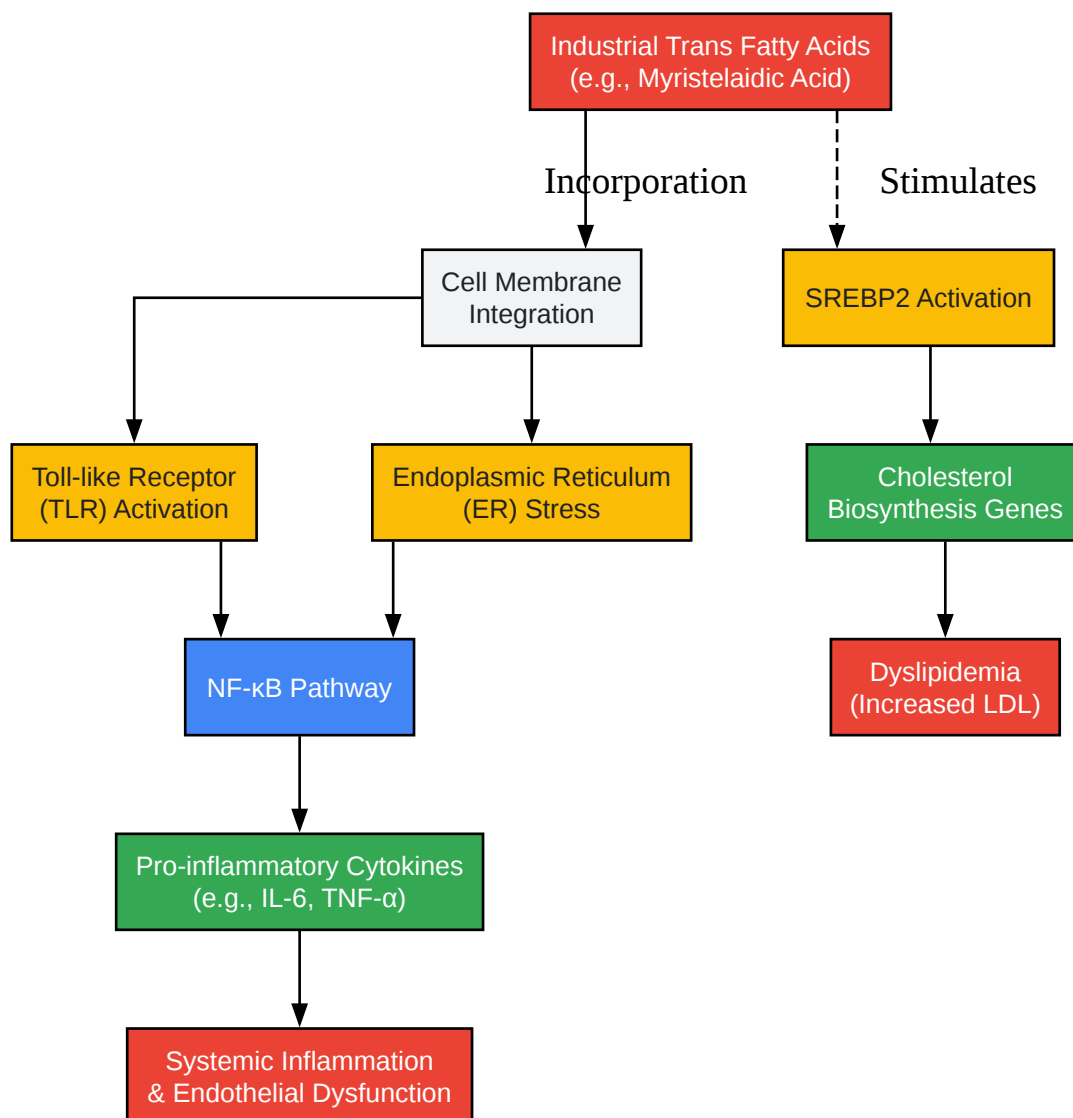 Industrial Trans Fatty Acids
(e.g., Myristelaidic Acid)
Incorporation
Stimulates
Cell Membrane
Integration
SREBP2 Activation
Toll-like Receptor
(TLR) Activation
Endoplasmic Reticulum
(ER) Stress
Cholesterol
Biosynthesis Genes
NF-κB Pathway
Dyslipidemia
(Increased LDL)
Pro-inflammatory Cytokines
(e.g., IL-6, TNF-α)
Systemic Inflammation
& Endothelial Dysfunction